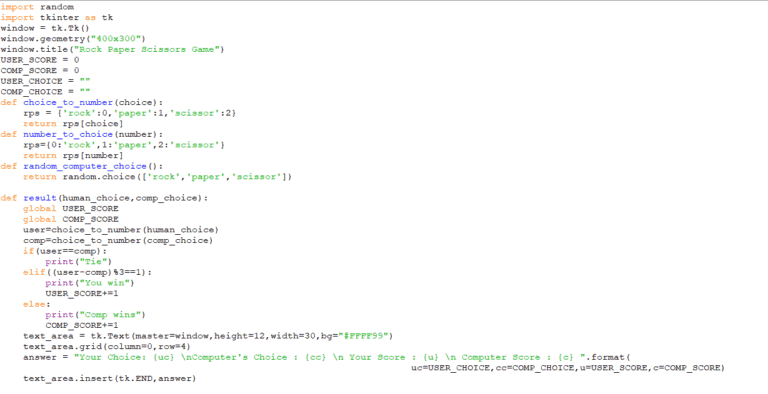 import random
import tkinter as tk
window = tk.Tk()
window.geometry("400x300")
window.title("Rock Paper Scissors Game")
USER_SCORE = 0
COMP_SCORE = 0
USER_CHOICE = ""
COMP_CHOICE = ""
def choice_to_number(choice):
    rps = {'rock':0,'paper':1,'scissor':2}
    return rps[choice]
def number_to_choice(number):
    rps={0:'rock',1:'paper',2:'scissor'}
    return rps[number]
def random_computer_choice():
    return random.choice(['rock','paper','scissor'])

def result(human_choice,comp_choice):
    global USER_SCORE
    global COMP_SCORE
    user=choice_to_number(human_choice)
    comp=choice_to_number(comp_choice)
    if(user==comp):
        print("Tie")
    elif((user-comp)%3==1):
        print("You win")
        USER_SCORE+=1
    else:
        print("Comp wins")
        COMP_SCORE+=1
    text_area = tk.Text(master=window,height=12,width=30,bg="#FFFF99")
    text_area.grid(column=0,row=4)
    answer = "Your Choice: {uc} \nComputer's Choice : {cc} \n Your Score : {u} \n Computer Score : {c} ".format(
                                                                        uc=USER_CHOICE,cc=COMP_CHOICE,u=USER_SCORE,c=COMP_SCORE)
    text_area.insert(tk.END,answer)